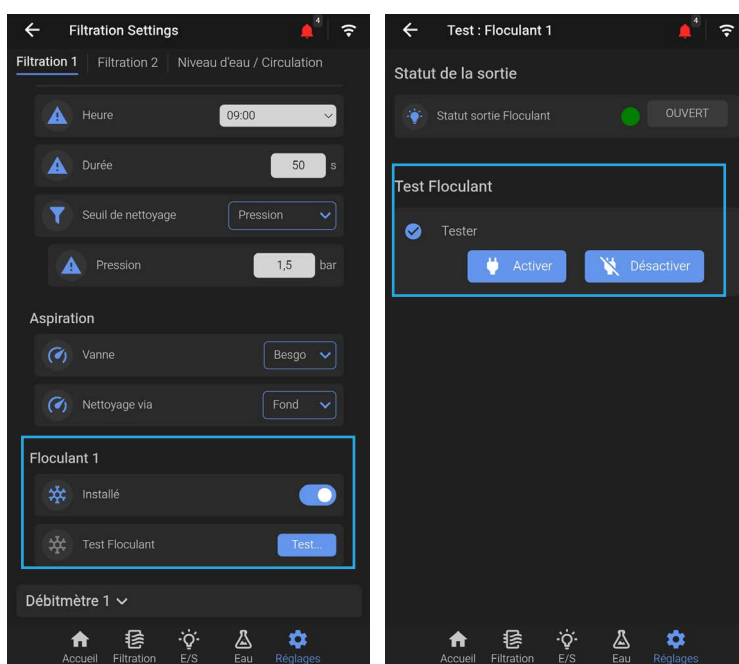 Filtration Settings
4
Filtration 1
Filtration 2
Niveau d'eau / Circulation
Heure
09:00
Durée
50
s
Seuil de nettoyage
Pression
Pression
1,5
bar
Aspiration
Vanne
Besgo
Nettoyage via
Fond
Floculant 1
Installé
Test Floculant
Test...
Débitmètre 1
Accueil
Filtration
E/S
Eau
Réglages
Test : Floculant 1
4
Statut de la sortie
Statut sortie Floculant
OUVERT
Test Floculant
Tester
Activer
Désactiver
Accueil
Filtration
E/S
Eau
Réglages